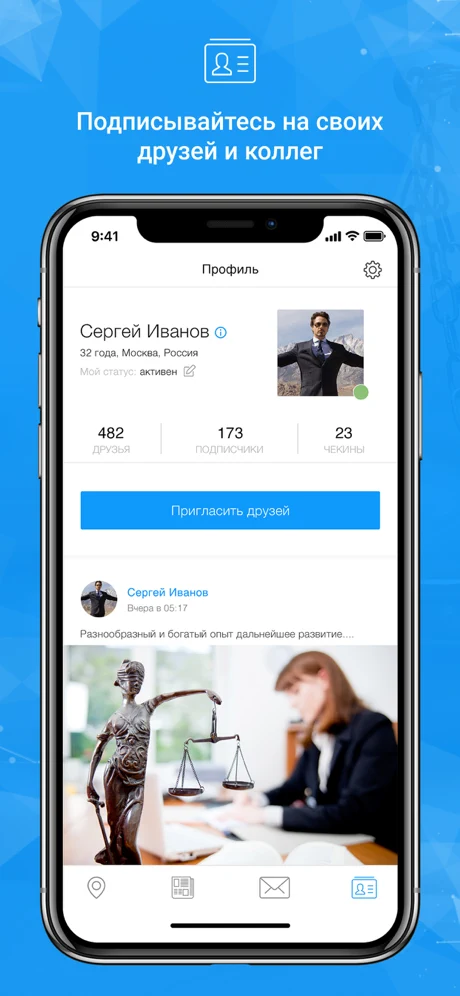 Подписывайтесь на своих
друзей и коллег
9:41
Профиль
Сергей Иванов
32 года, Москва, Россия
Мой статус: активен
482
ДРУЗЬЯ
173
ПОДПИСЧИКИ
23
ЧЕКИНЫ
Пригласить друзей
Сергей Иванов
Вчера в 05:17
Разнообразный и богатый опыт дальнейшее развитие....